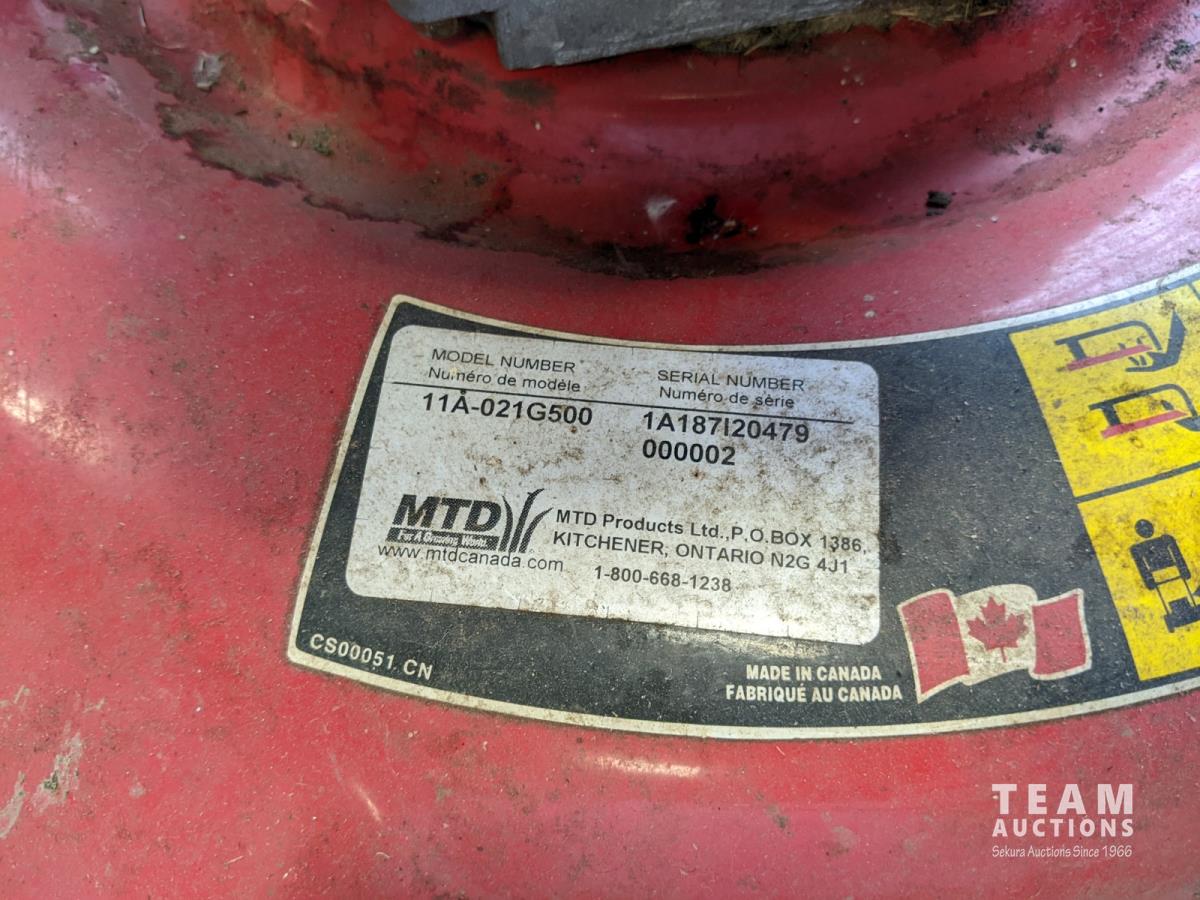 MODEL NUMBER
Numéro de modèle
11A-021G500
SERIAL NUMBER
Numéro de série
1A187I20479
000002
MTD
For A Growing World.
www.mtdcanada.com
MTD Products Ltd.,P.O.BOX 1386,
KITCHENER, ONTARIO N2G 4J1
1-800-668-1238
CS00051 CN
MADE IN CANADA
FABRIQUÉ AU CANADA
TEAM
AUCTIONS
Sekura Auctions Since 1966